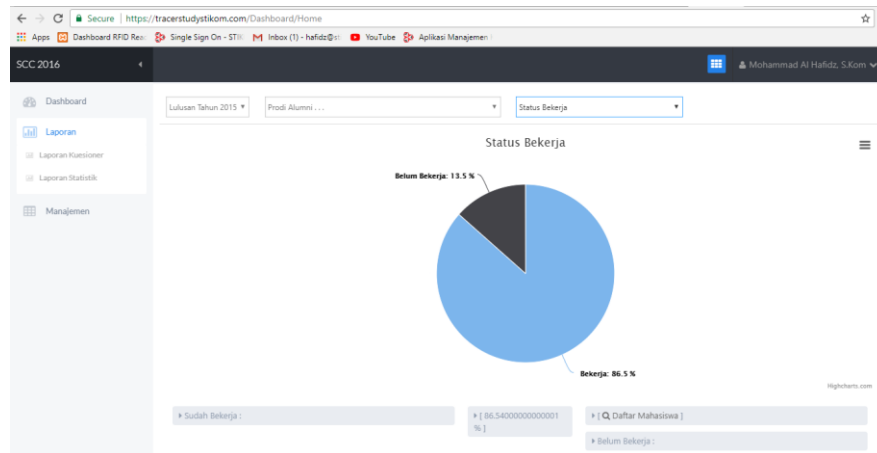 Secure | https://tracerstudystikom.com/Dashboard/Home
Apps Dashboard RFID Rea Single Sign On - STIK Inbox (1) - hafidz@st YouTube Aplikasi Manajemen
SCC 2016
Mohammad Al Hafidz, S.Kom
Dashboard
Lulusan Tahun 2015
Prodi Alumni . . .
Status Bekerja
Laporan
Laporan Kuesioner
Laporan Statistik
Manajemen
Status Bekerja
Belum Bekerja: 13.5 %
Bekerja: 86.5 %
Highcharts.com
Sudah Bekerja :
[ 86.54000000000001
% ]
[ Daftar Mahasiswa ]
Belum Bekerja :